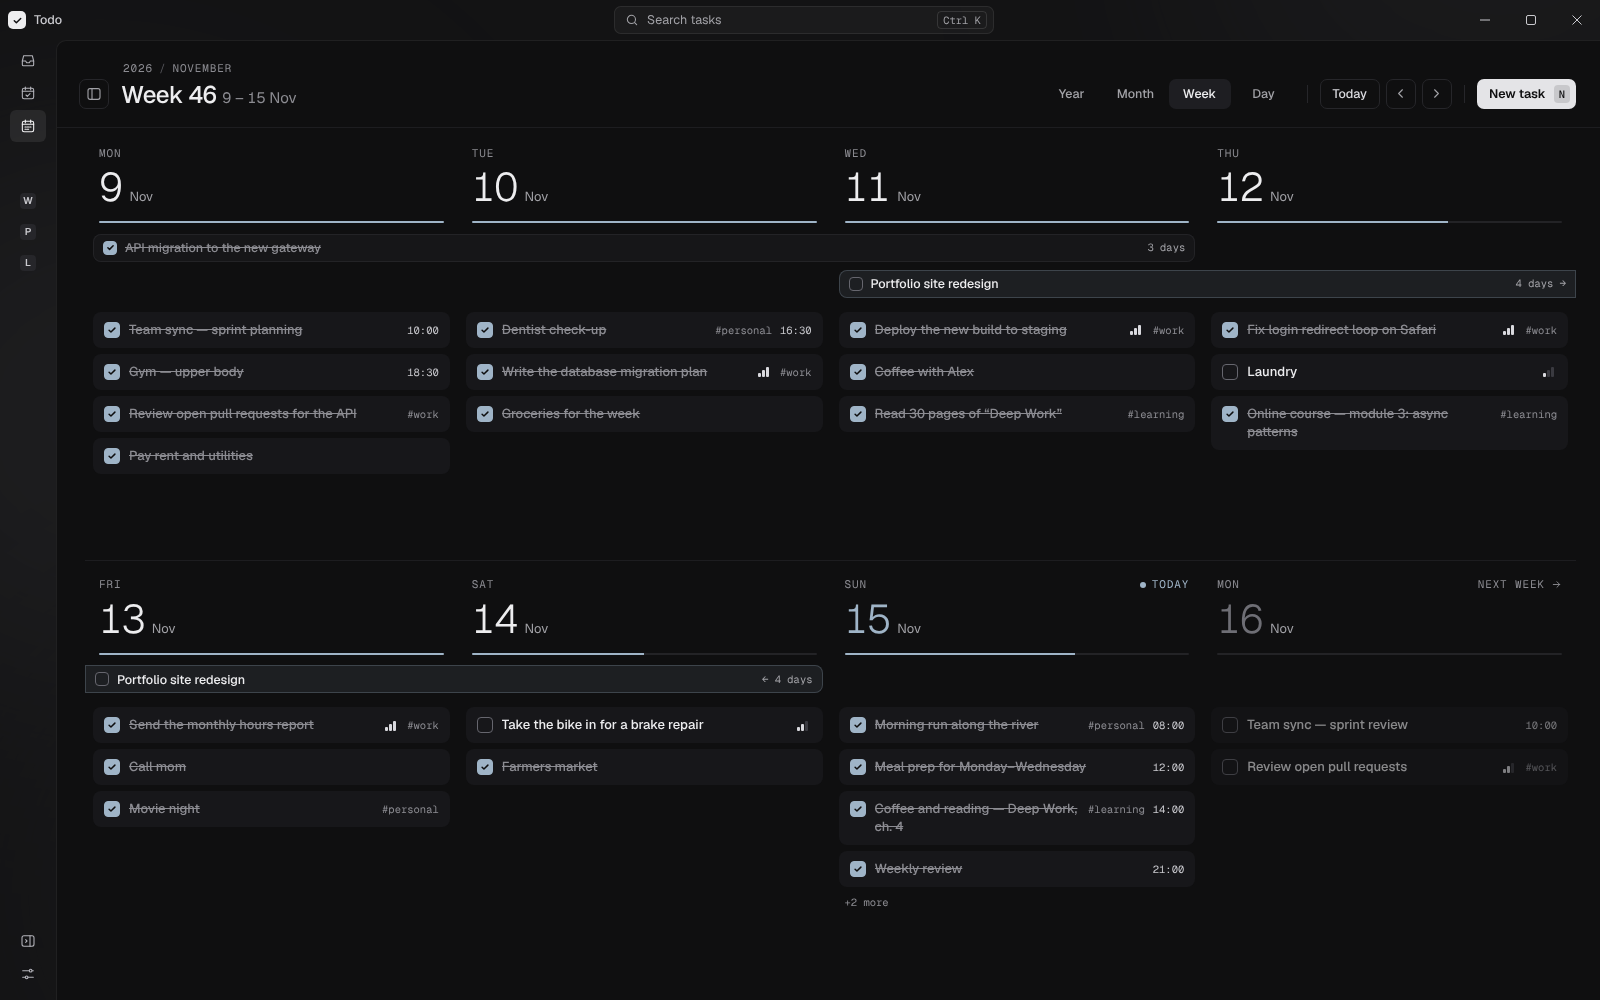 Todo
Search tasks
Ctrl K
2026 / NOVEMBER
Week 46 9 – 15 Nov
Year
Month
Week
Day
Today
New task N
W
P
L
MON
9 Nov
TUE
10 Nov
WED
11 Nov
THU
12 Nov
API migration to the new gateway
3 days
Portfolio site redesign
4 days →
Team sync — sprint planning
10:00
Gym — upper body
18:30
Review open pull requests for the API
#work
Pay rent and utilities
Dentist check-up
#personal 16:30
Write the database migration plan
#work
Groceries for the week
Deploy the new build to staging
#work
Coffee with Alex
Read 30 pages of “Deep Work”
#learning
Fix login redirect loop on Safari
#work
Laundry
Online course — module 3: async
patterns
#learning
FRI
13 Nov
SAT
14 Nov
SUN
TODAY
15 Nov
MON
NEXT WEEK →
16 Nov
Portfolio site redesign
← 4 days
Send the monthly hours report
#work
Call mom
Movie night
#personal
Take the bike in for a brake repair
Farmers market
Morning run along the river
#personal 08:00
Meal prep for Monday–Wednesday
12:00
Coffee and reading — Deep Work,
ch. 4
#learning 14:00
Weekly review
21:00
+2 more
Team sync — sprint review
10:00
Review open pull requests
#work